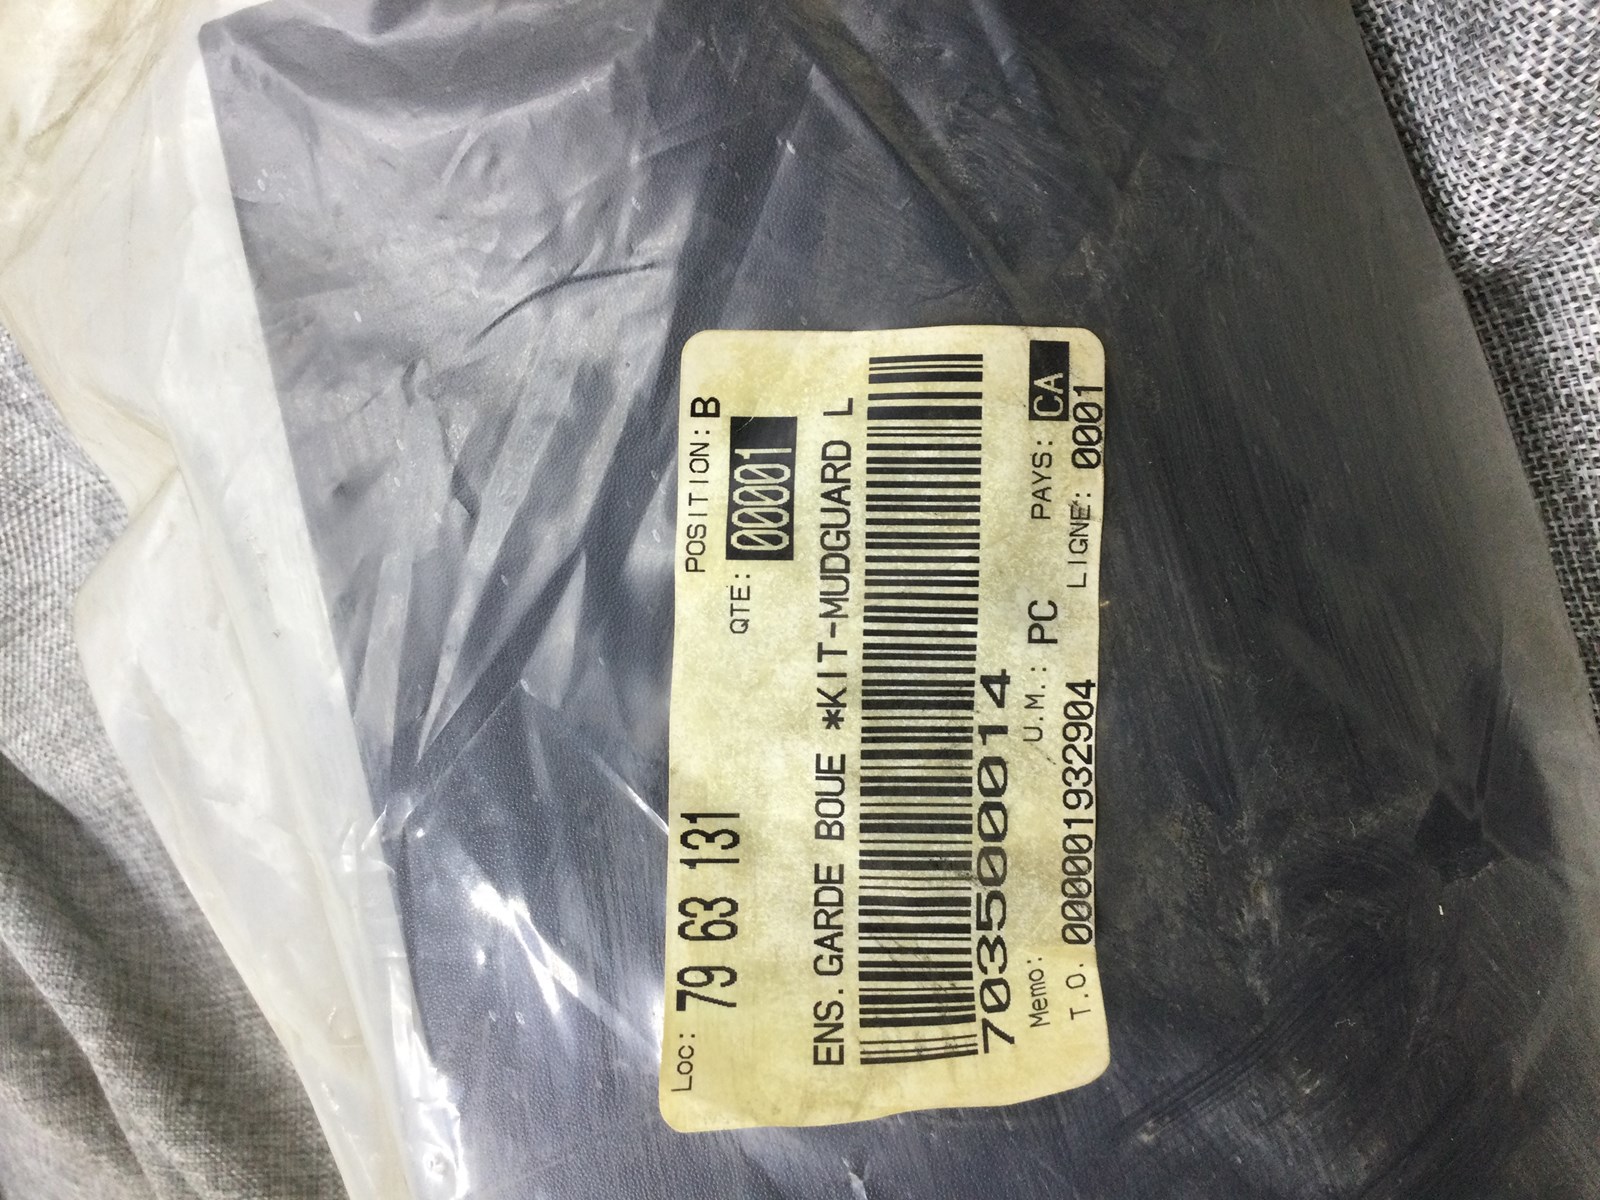 Loc: 79 63 131 POSITION: B
QTE: 00001
ENS. GARDE BOUE *KIT-MUDGUARD L
703500014
Memo: U.M.: PC PAYS: CA
T.O. 000001932904 LIGNE: 0001